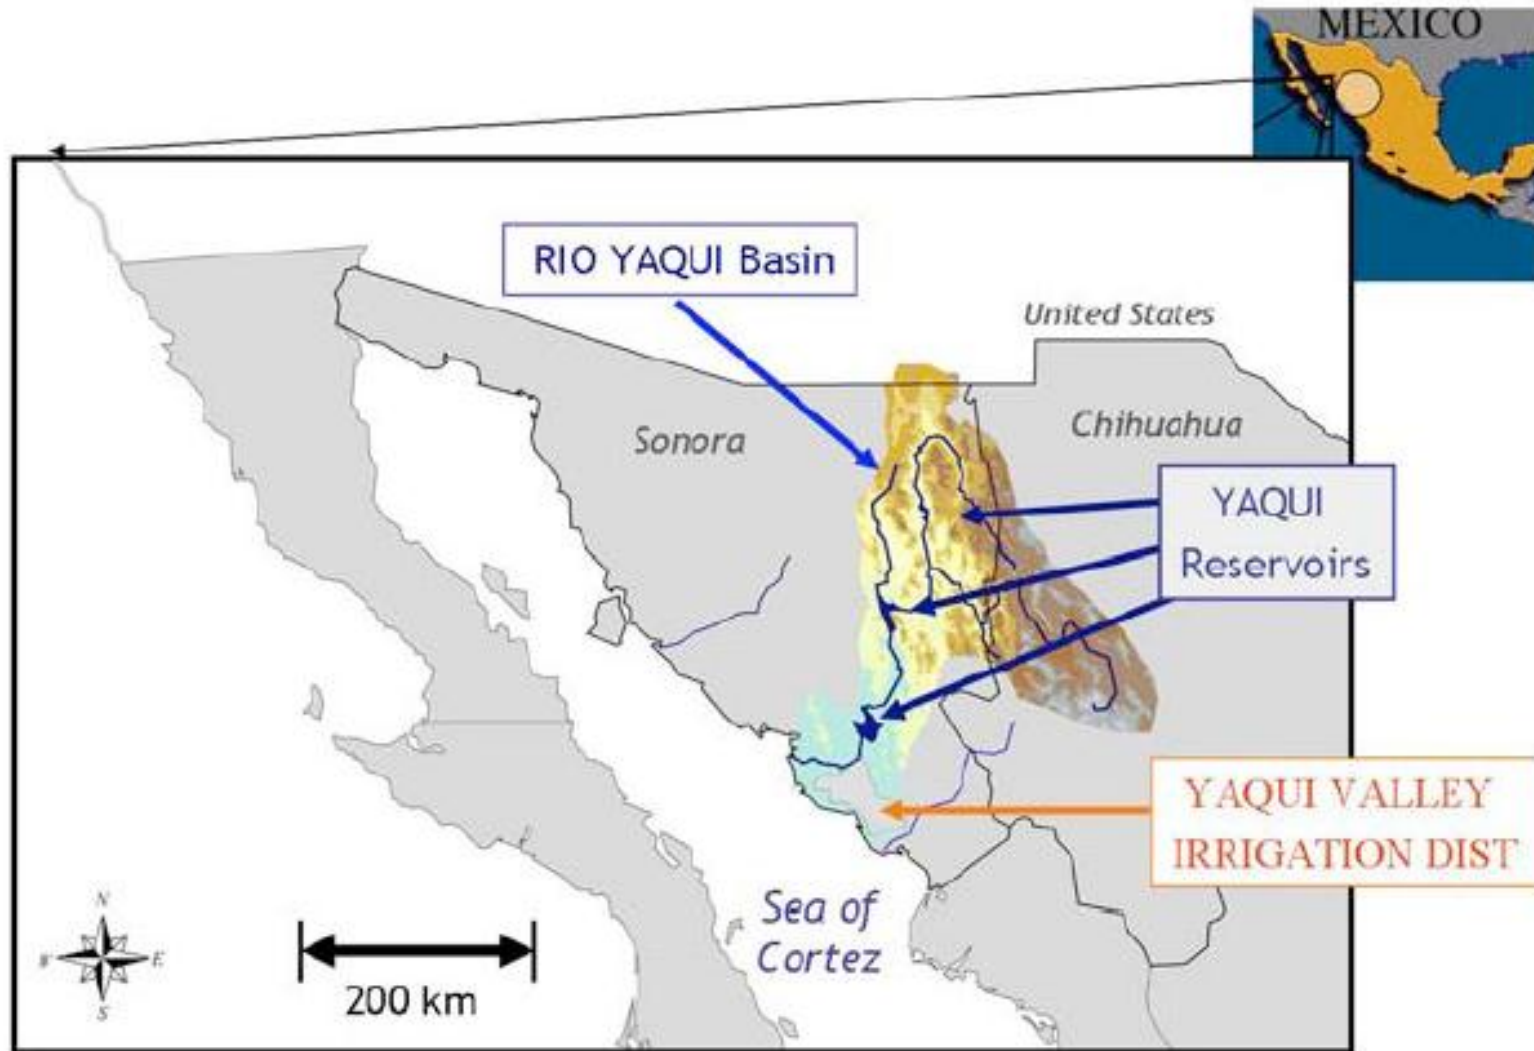 MEXICO
RIO YAQUI Basin
United States
Sonora
Chihuahua
YAQUI
Reservoirs
YAQUI VALLEY
IRRIGATION DIST
Sea of
Cortez
N
W
E
S
200 km